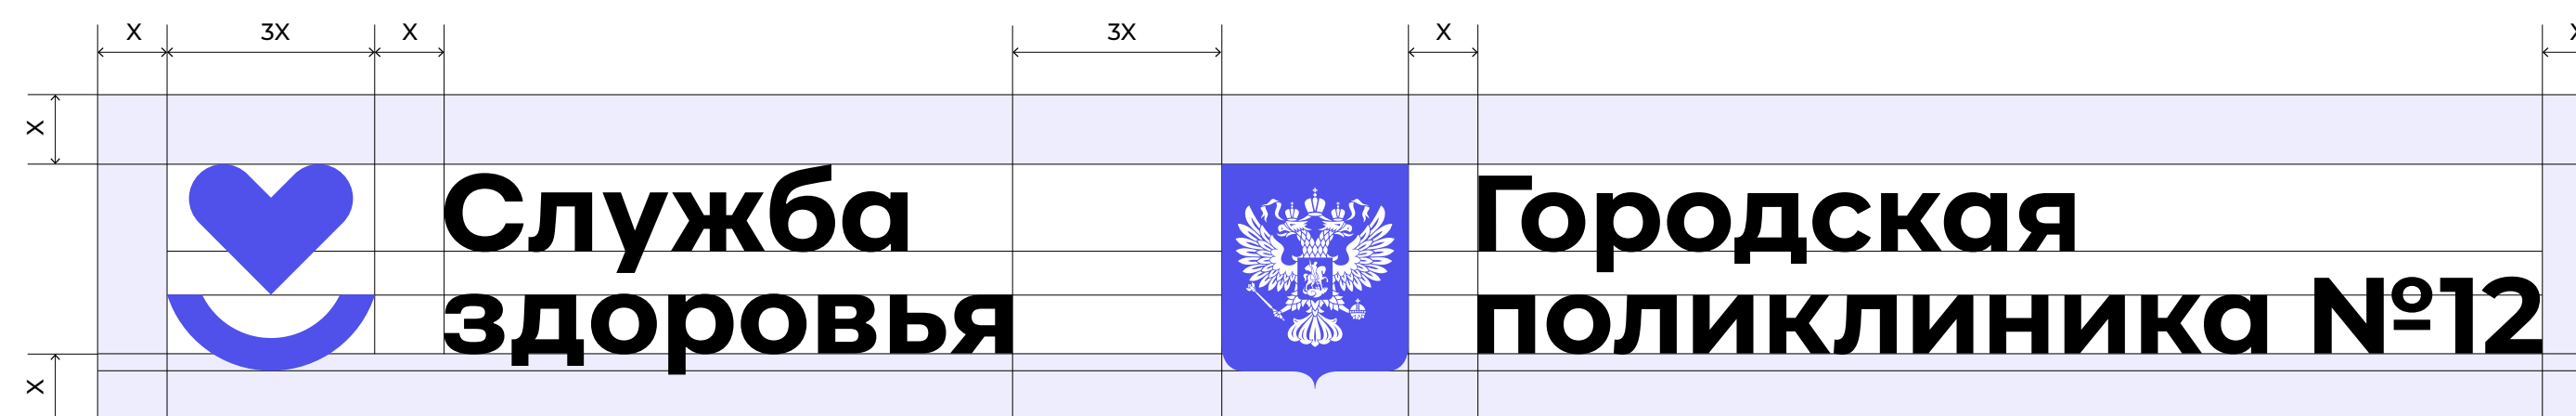 X 3X X 3X X X
X
Служба
здоровья
Городская
поликлиника №12
X